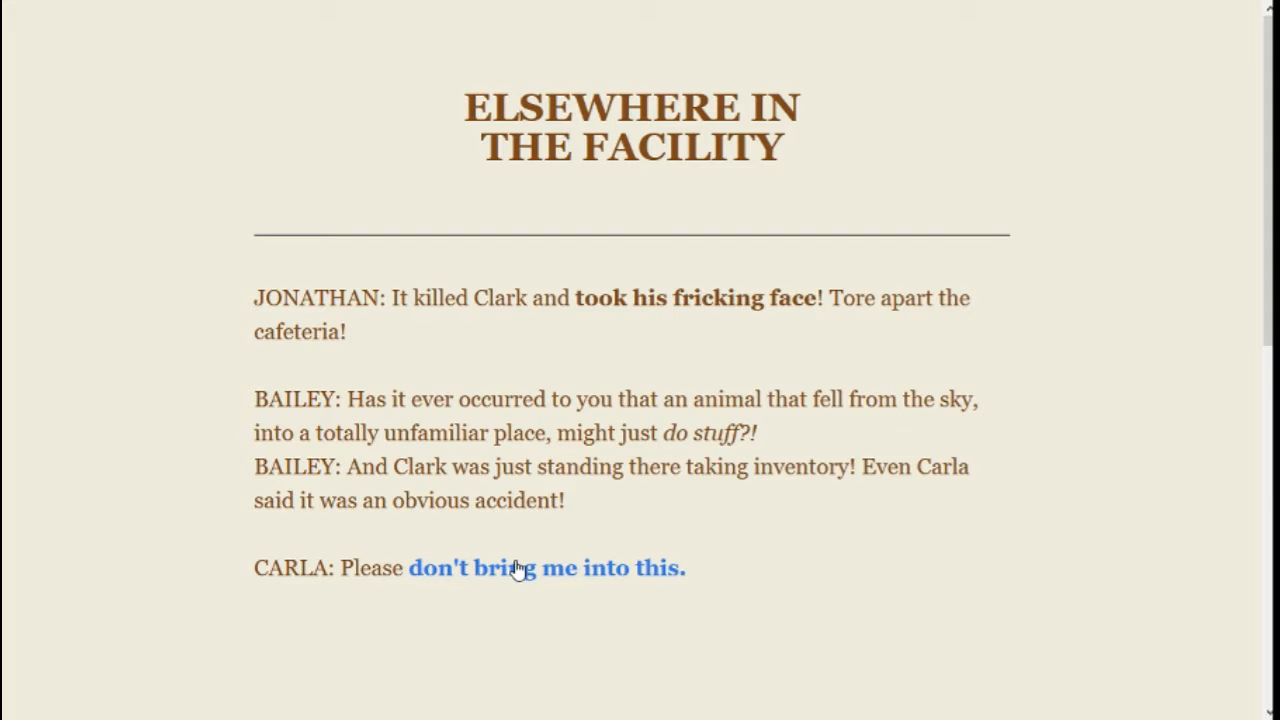 ELSEWHERE IN
THE FACILITY
JONATHAN: It killed Clark and took his fricking face! Tore apart the
cafeteria!
BAILEY: Has it ever occurred to you that an animal that fell from the sky,
into a totally unfamiliar place, might just do stuff?!
BAILEY: And Clark was just standing there taking inventory! Even Carla
said it was an obvious accident!
CARLA: Please don't bring me into this.